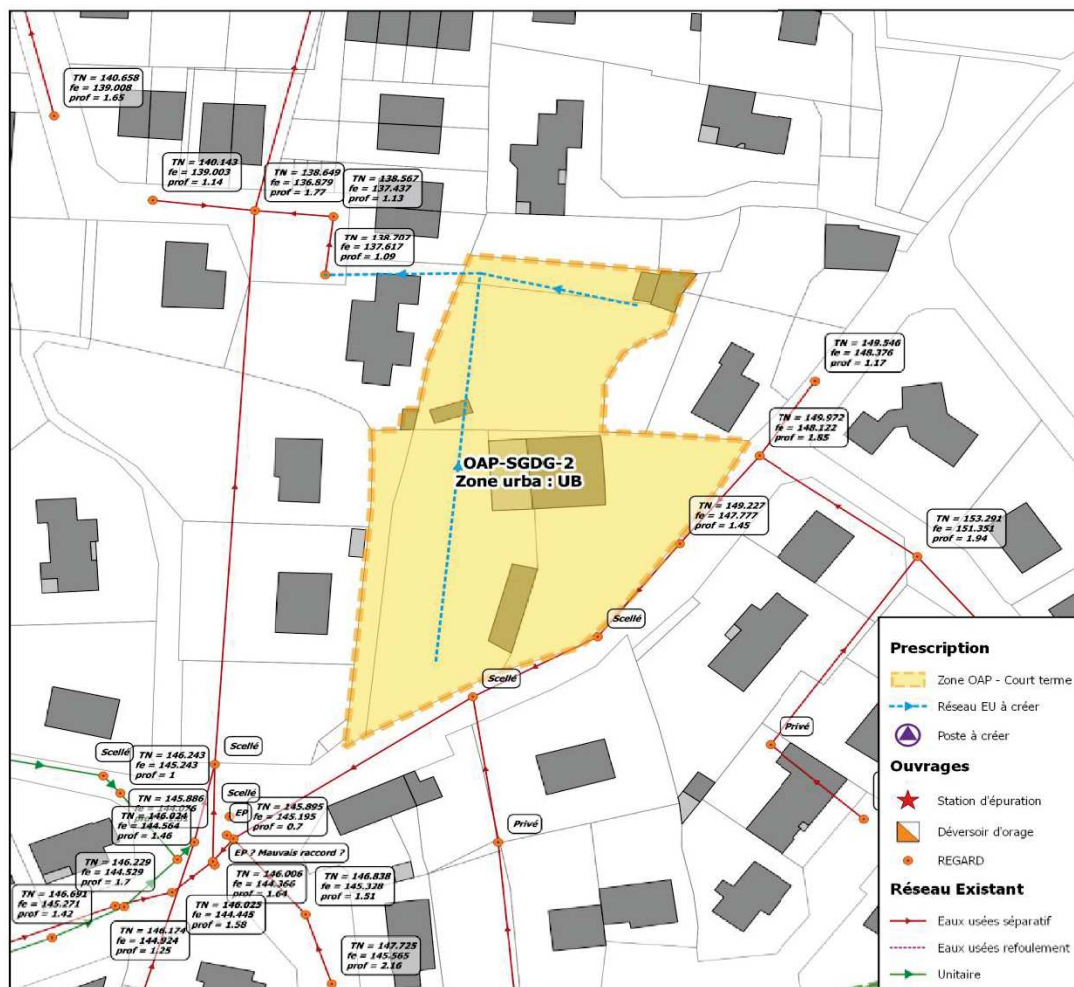 TN = 140.658
fe = 139.008
prof = 1.65
TN = 140.143
fe = 139.003
prof = 1.14
TN = 138.649
fe = 136.879
prof = 1.77
TN = 138.567
fe = 137.437
prof = 1.13
TN = 138.707
fe = 137.617
prof = 1.09
TN = 149.546
fe = 148.376
prof = 1.17
TN = 149.972
fe = 148.122
prof = 1.85
OAP-SGDG-2
Zone urba : UB
TN = 149.227
fe = 147.777
prof = 1.45
TN = 153.291
fe = 151.351
prof = 1.94
Scellé
Scellé
Privé
Scellé
TN = 146.243
fe = 145.243
prof = 1
Scellé
Scellé
TN = 145.886
EP
TN = 145.895
fe = 145.195
prof = 0.7
TN = 146.024
fe = 144.564
prof = 1.46
EP ? Mauvais raccord ?
Privé
TN = 146.229
fe = 144.529
prof = 1.7
TN = 146.006
fe = 144.366
prof = 1.64
TN = 146.838
fe = 145.328
prof = 1.51
TN = 146.691
fe = 145.271
prof = 1.42
TN = 146.025
fe = 144.445
prof = 1.58
TN = 146.174
fe = 144.924
prof = 1.25
TN = 147.725
fe = 145.565
prof = 2.16
Prescription
Zone OAP - Court terme
Réseau EU à créer
Poste à créer
Ouvrages
Station d'épuration
Déversoir d'orage
REGARD
Réseau Existant
Eaux usées séparatif
Eaux usées refoulement
Unitaire